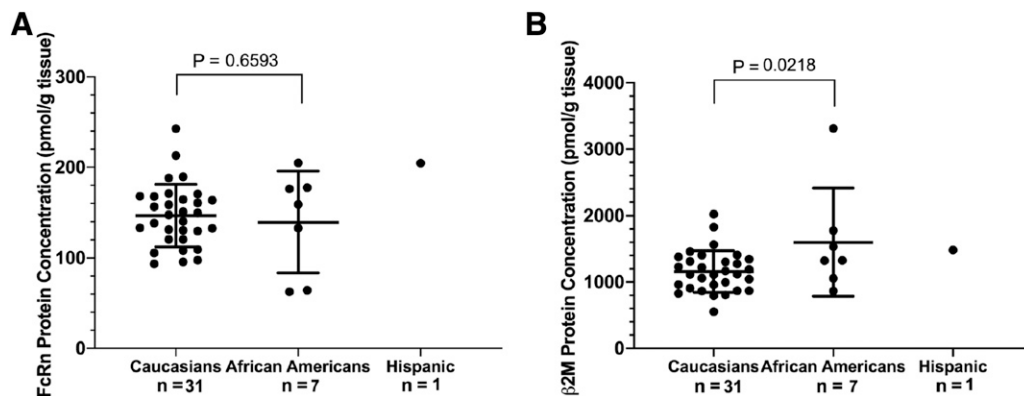 A
FcRn Protein Concentration (pmol/g tissue)
300
200
100
0
P = 0.6593
Caucasians African Americans Hispanic
n = 31 n = 7 n = 1
B
β2M Protein Concentration (pmol/g tissue)
4000
3000
2000
1000
0
P = 0.0218
Caucasians African Americans Hispanic
n = 31 n = 7 n = 1